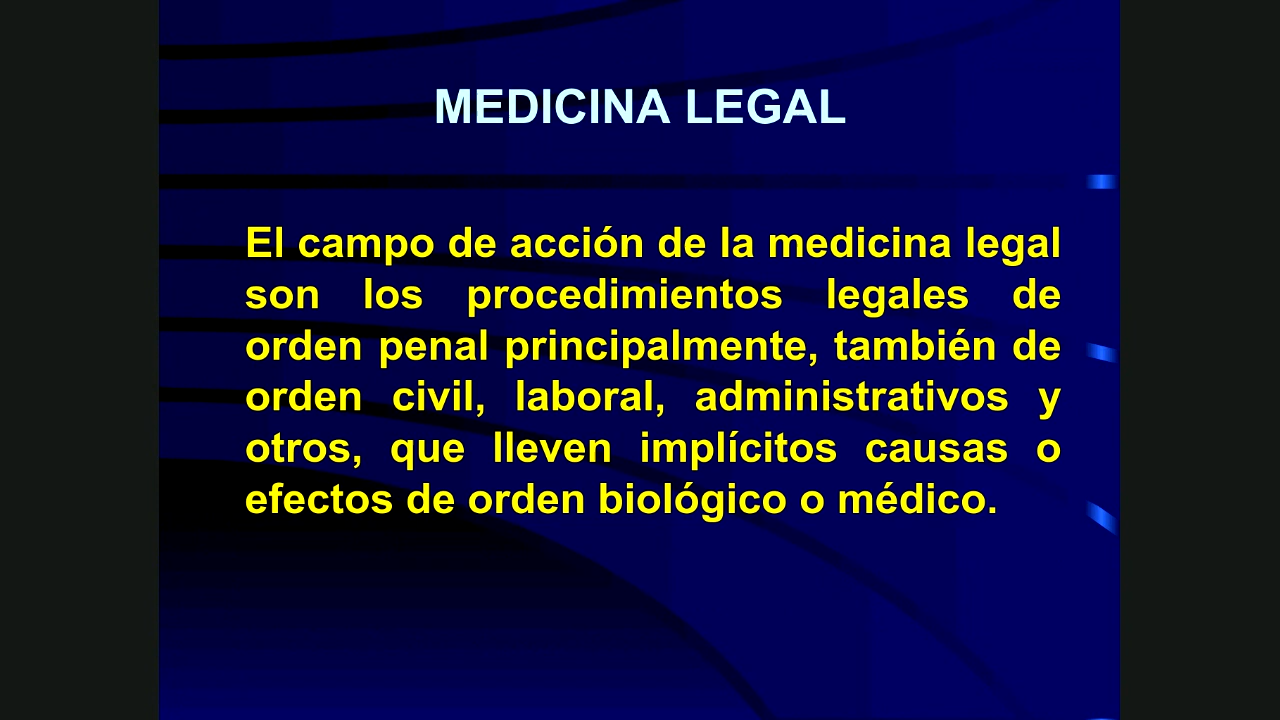 MEDICINA LEGAL
El campo de acción de la medicina legal
son los procedimientos legales de
orden penal principalmente, también de
orden civil, laboral, administrativos y
otros, que lleven implícitos causas o
efectos de orden biológico o médico.